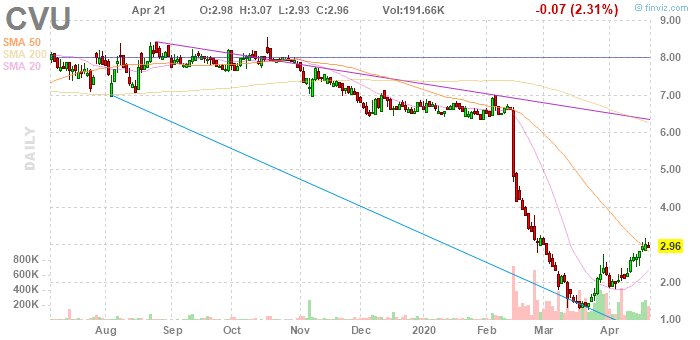 CVU
Apr 21 O:2.98 H:3.07 L:2.93 C:2.96 Vol:191.66K -0.07 (2.31%)
© finviz.com
SMA 50
SMA 200
SMA 20
DAILY
9.00
8.00
7.00
6.00
5.00
4.00
2.96
2.00
1.00
800K
600K
400K
200K
Aug Sep Oct Nov Dec 2020 Feb Mar Apr